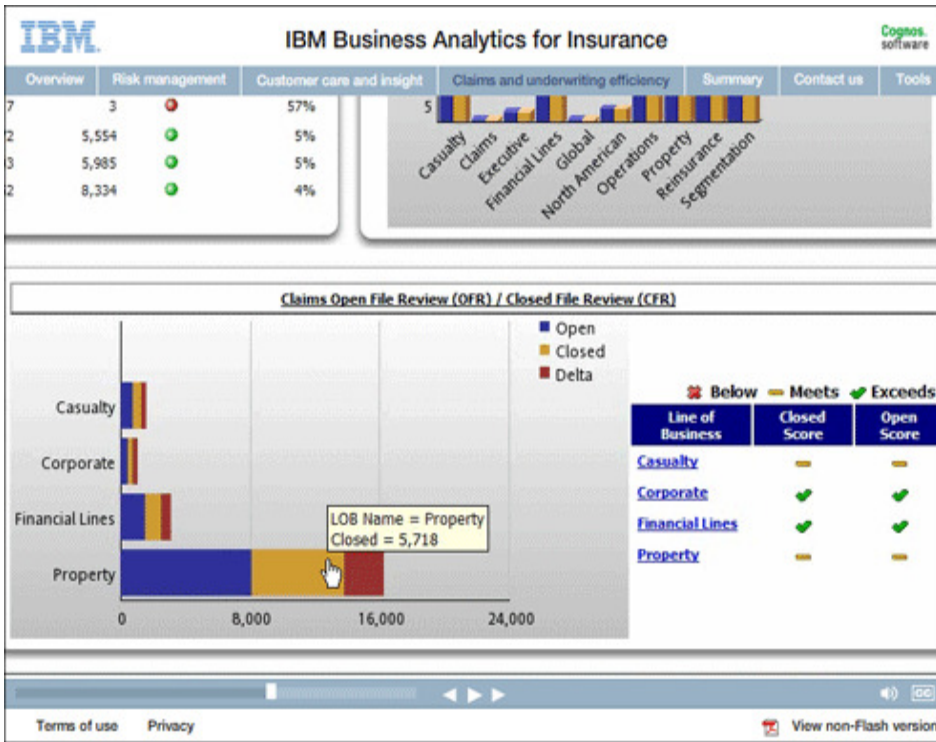 IBM.
IBM Business Analytics for Insurance
Cognos.
software
Overview Risk management Customer care and insight Claims and underwriting efficiency Summary Contact us Tools
7 3 57%
2 5,554 5%
3 5,985 5%
2 8,334 4%
5
Casualty
Claims
Executive
Financial Lines
Global
North American
Operations
Property
Reinsurance
Segmentation
Claims Open File Review (OFR) / Closed File Review (CFR)
Open
Closed
Delta
Casualty
Corporate
Financial Lines
Property
LOB Name = Property
Closed = 5,718
0 8,000 16,000 24,000
Below Meets Exceeds
Line of Business Closed Score Open Score
Casualty
Corporate
Financial Lines
Property
CC
Terms of use Privacy View non-Flash version